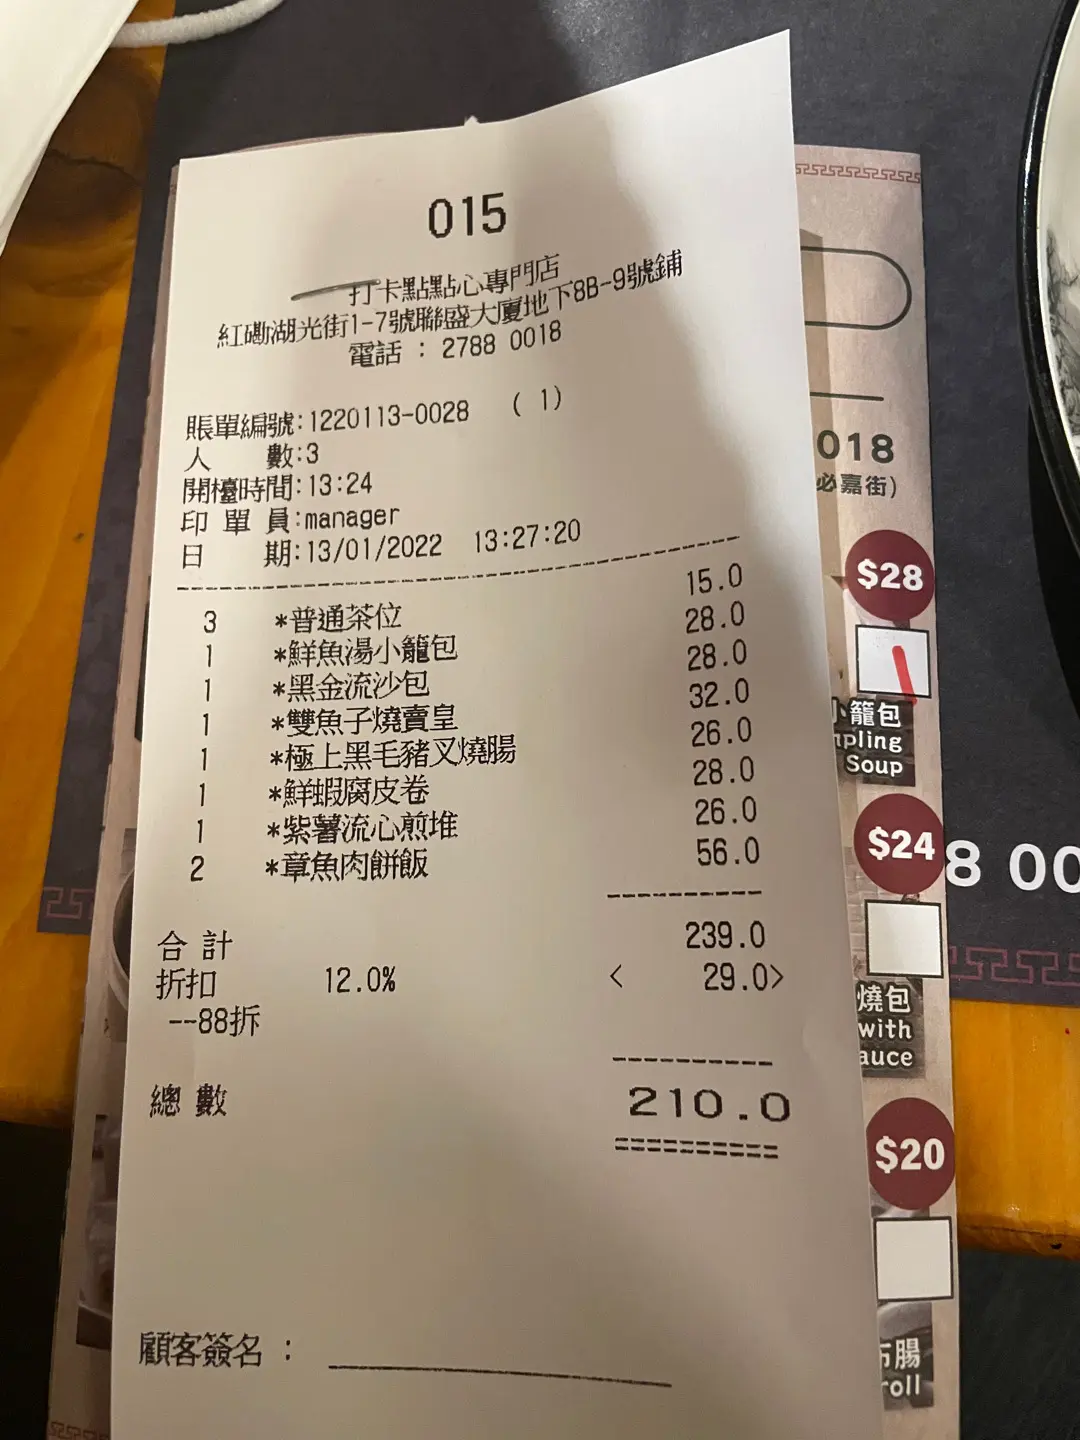 015
打卡點點心專門店
紅磡湖光街1-7號聯盛大廈地下8B-9號鋪
電話 : 2788 0018
賬單編號:1220113-0028 ( 1)
人 數:3
開檯時間:13:24
印 單 員:manager
日 期:13/01/2022 13:27:20
3 *普通茶位 15.0
1 *鮮魚湯小籠包 28.0
1 *黑金流沙包 28.0
1 *雙魚子燒賣皇 32.0
1 *極上黑毛豬叉燒腸 26.0
1 *鮮蝦腐皮卷 28.0
1 *紫薯流心煎堆 26.0
2 *章魚肉餅飯 56.0
合 計 239.0
折扣 12.0% < 29.0>
--88折
總 數 210.0
==========
顧客簽名 :
018
必嘉街)
$28
小籠包
Soup
$24
燒包
with
$20
布腸
8 00